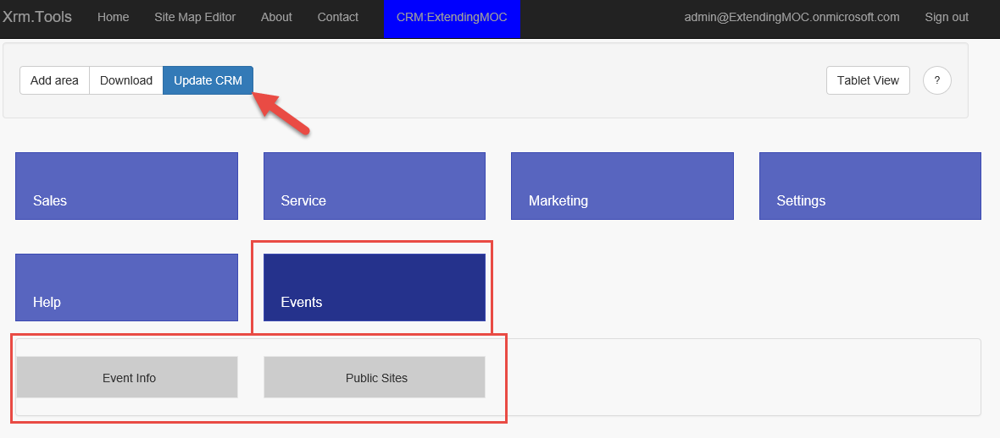 Xrm.Tools Home Site Map Editor About Contact CRM:ExtendingMOC admin@ExtendingMOC.onmicrosoft.com Sign out
Add area Download Update CRM Tablet View ?
Sales Service Marketing Settings
Help Events
Event Info Public Sites